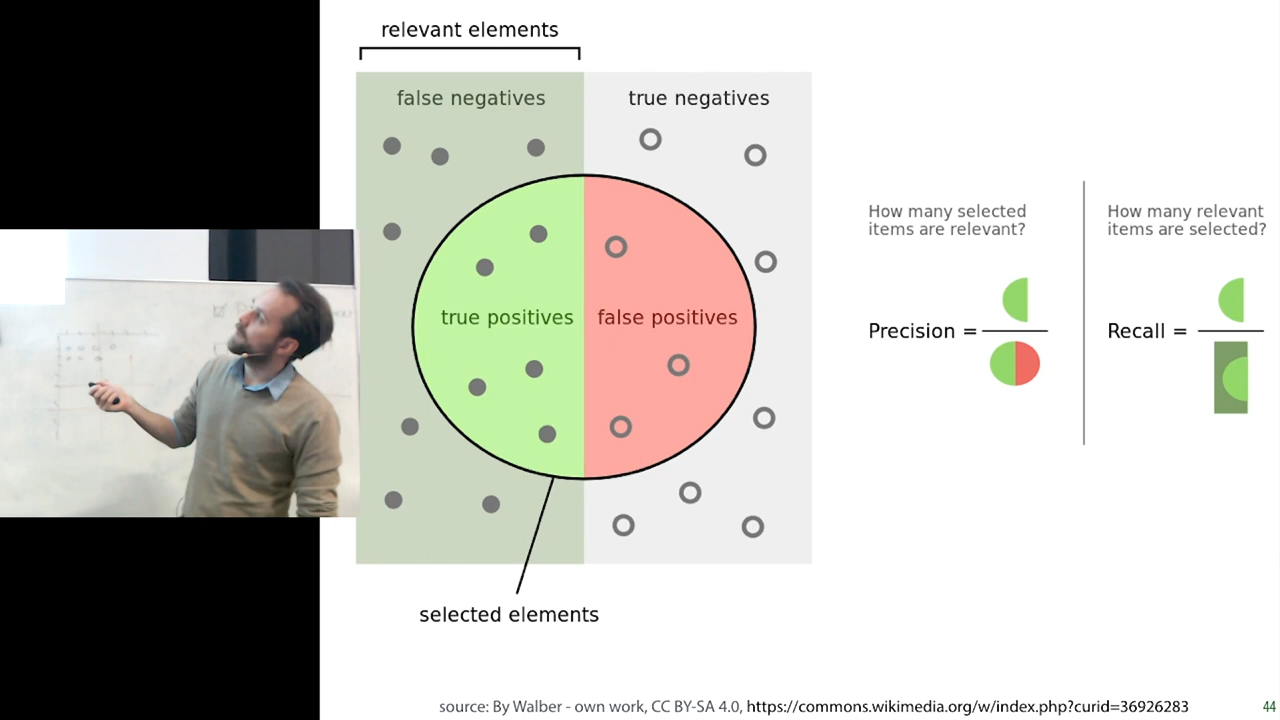 relevant elements
false negatives
true negatives
true positives
false positives
selected elements
How many selected
items are relevant?
Precision =
How many relevant
items are selected?
Recall =
source: By Walber - own work, CC BY-SA 4.0, https://commons.wikimedia.org/w/index.php?curid=36926283
44